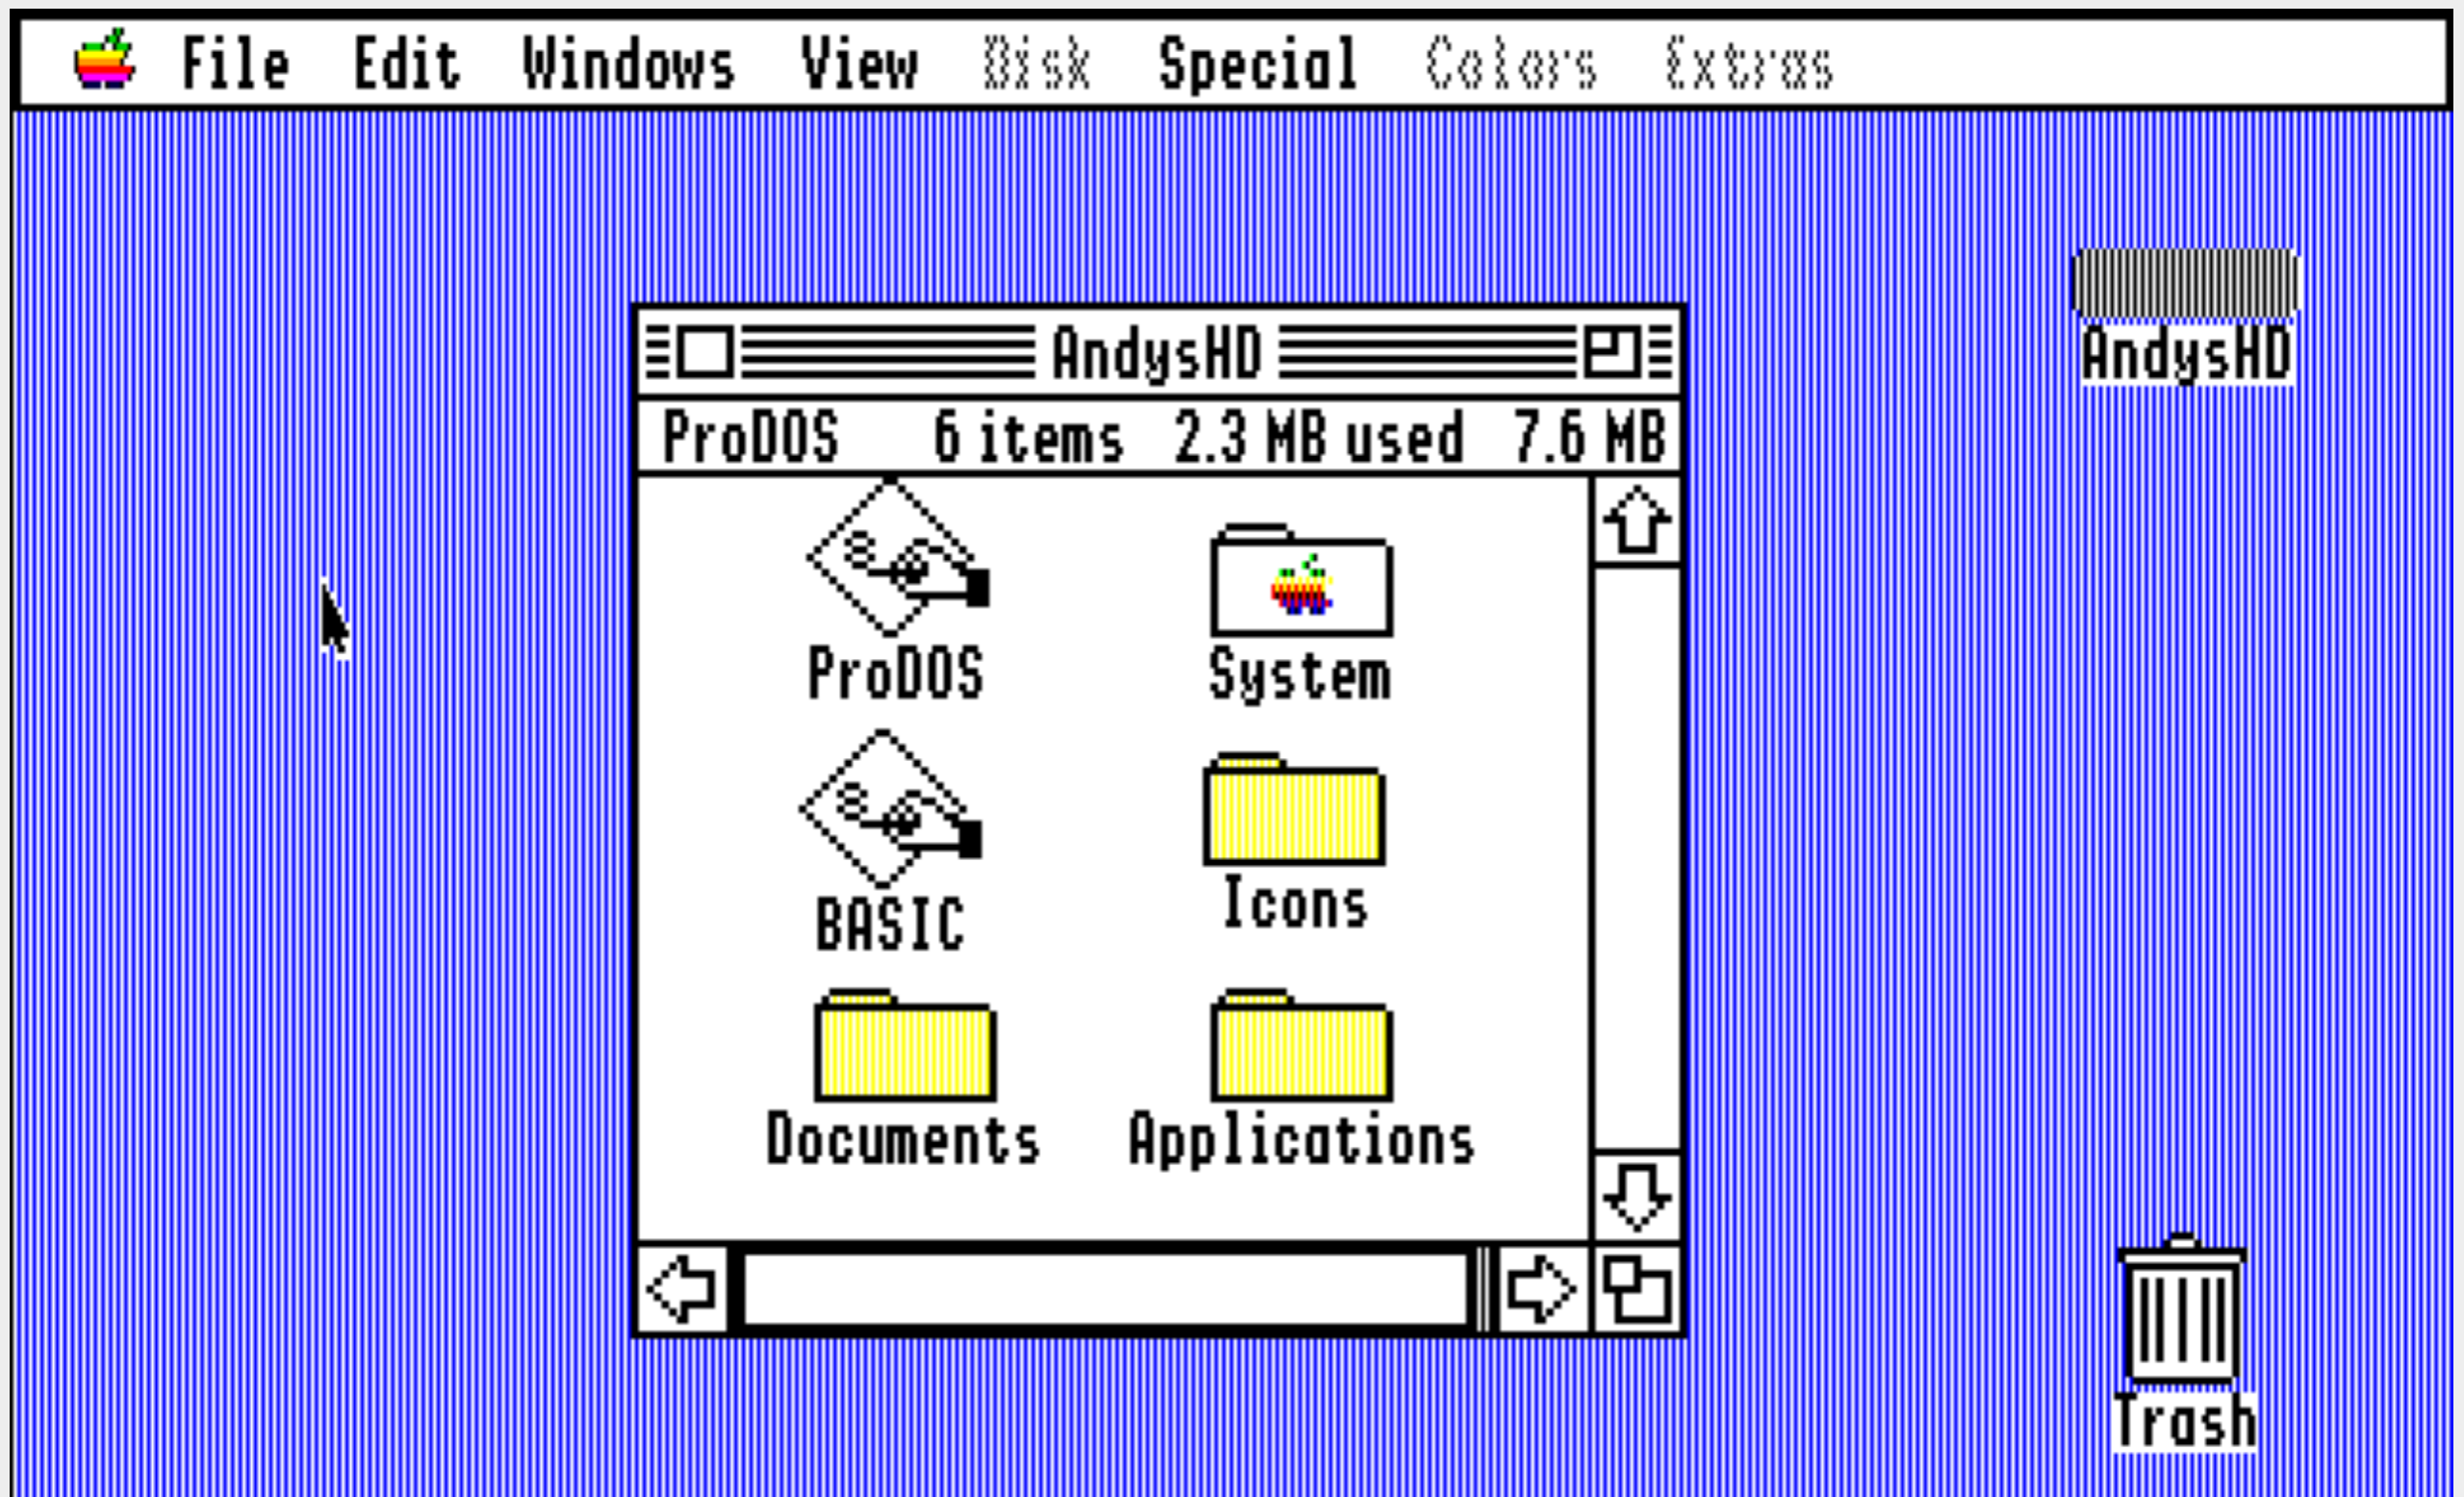 File Edit Windows View Disk Special Colors Extras
AndysHD
AndysHD
ProDOS 6 items 2.3 MB used 7.6 MB
ProDOS System
BASIC Icons
Documents Applications
Trash